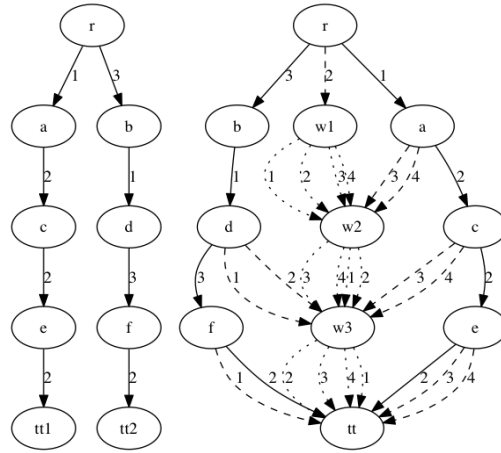 r r
1 3 3 2 1
a b b w1 a
2 1 1 1 2 3 4 3 4 2
c d d w2 c
2 3 3 1 2 3 4 1 2 3 4 2
e f f w3 e
2 2 1 2 2 3 4 1 2 3 4
tt1 tt2 tt